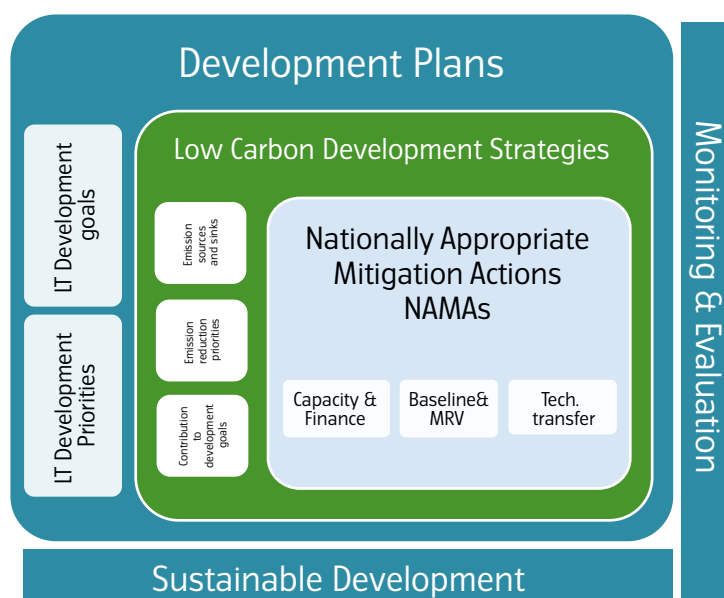 Development Plans
LT Development
goals
LT Development
Priorities
Low Carbon Development Strategies
Emission
sources
and sinks
Emission
reduction
priorities
Contribution
to
development
goals
Nationally Appropriate
Mitigation Actions
NAMAs
Capacity &
Finance
Baseline&
MRV
Tech.
transfer
Monitoring & Evaluation
Sustainable Development